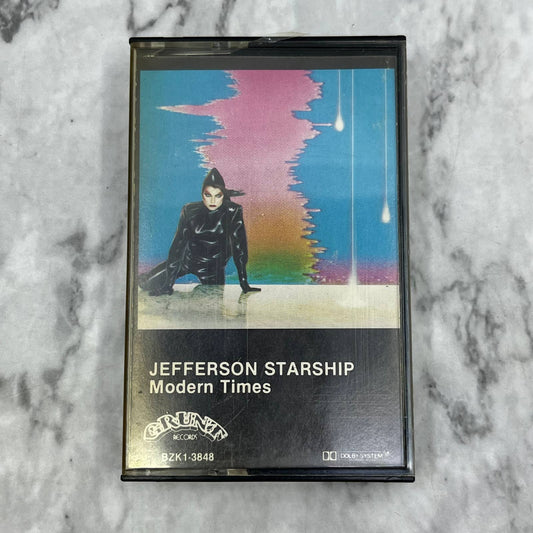 JEFFERSON STARSHIP
Modern Times
GRUNT
RECORDS
BZK1-3848
DOLBY SYSTEM